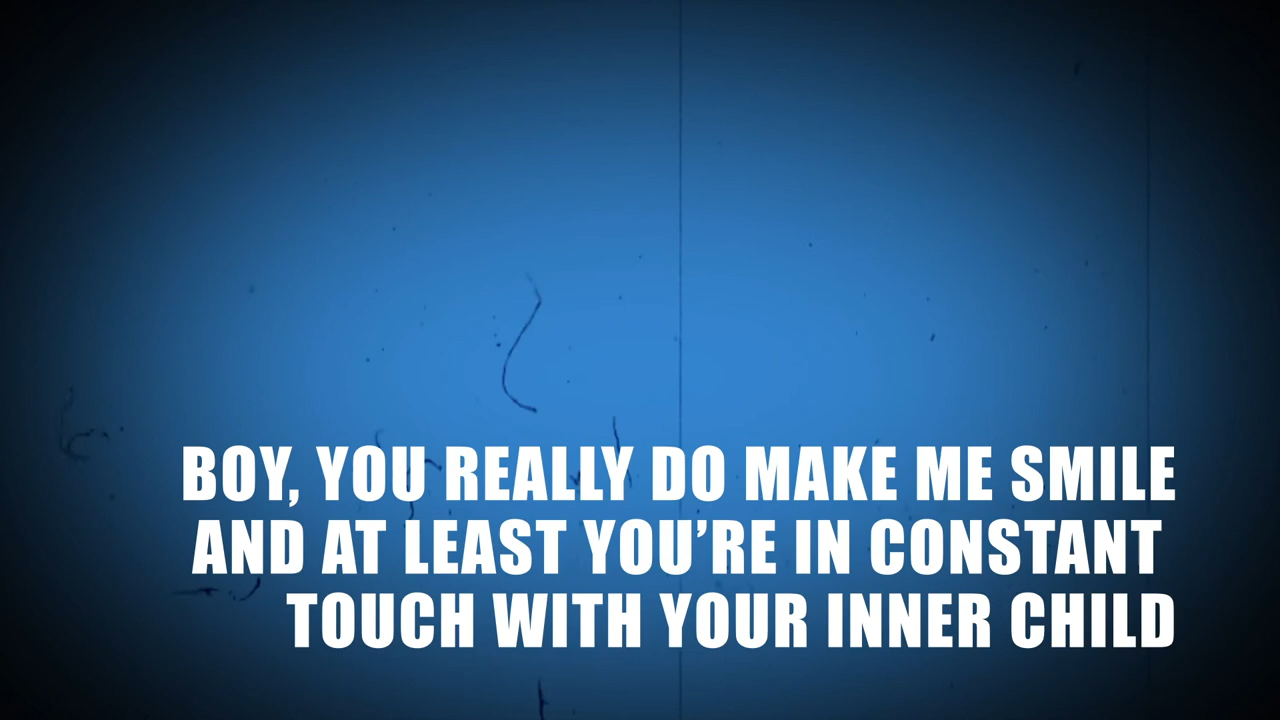 BOY, YOU REALLY DO MAKE ME SMILE
AND AT LEAST YOU’RE IN CONSTANT
TOUCH WITH YOUR INNER CHILD